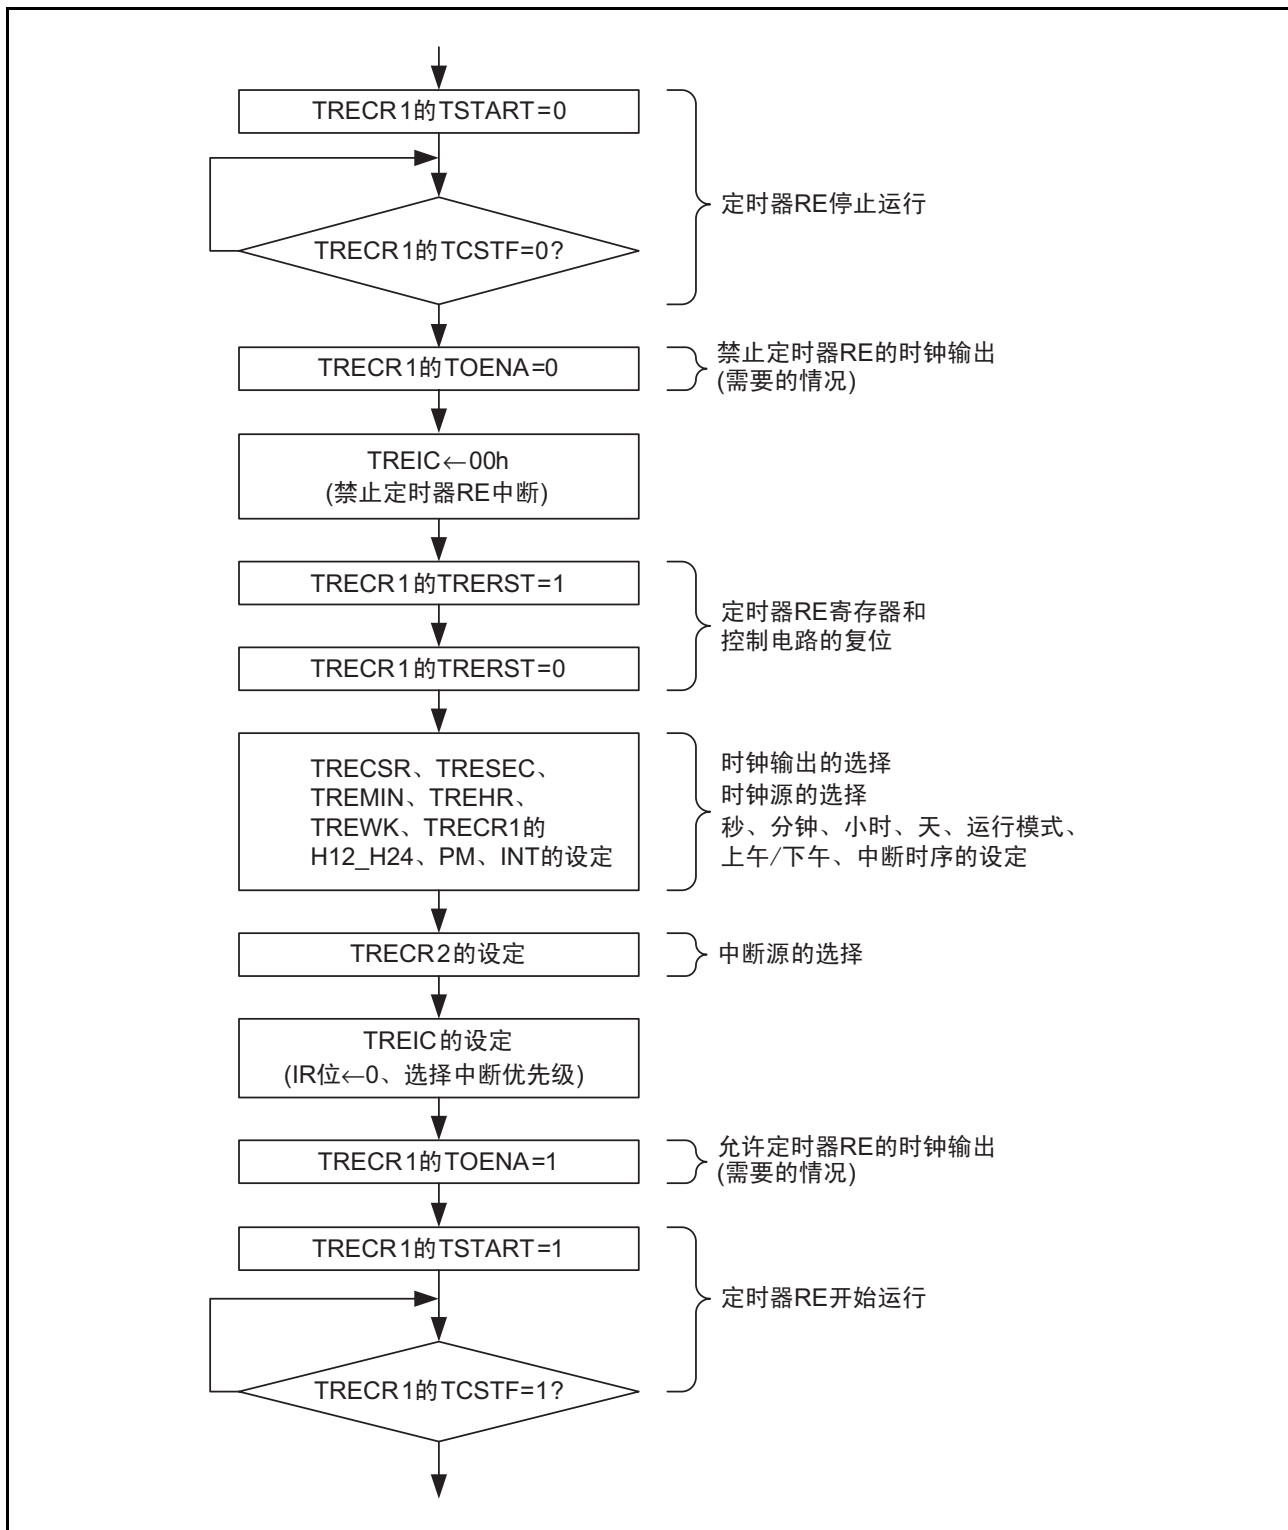 TRECR1的TSTART=0
TRECR1的TCSTF=0?
定时器RE停止运行
TRECR1的TOENA=0
禁止定时器RE的时钟输出
(需要的情况)
TREIC←00h
(禁止定时器RE中断)
TRECR1的TRERST=1
TRECR1的TRERST=0
定时器RE寄存器和
控制电路的复位
TRECSR、TRESEC、
TREMIN、TREHR、
TREWK、TRECR1的
H12_H24、PM、INT的设定
时钟输出的选择
时钟源的选择
秒、分钟、小时、天、运行模式、
上午/下午、中断时序的设定
TRECR2的设定
中断源的选择
TREIC的设定
(IR位←0、选择中断优先级)
TRECR1的TOENA=1
允许定时器RE的时钟输出
(需要的情况)
TRECR1的TSTART=1
TRECR1的TCSTF=1?
定时器RE开始运行